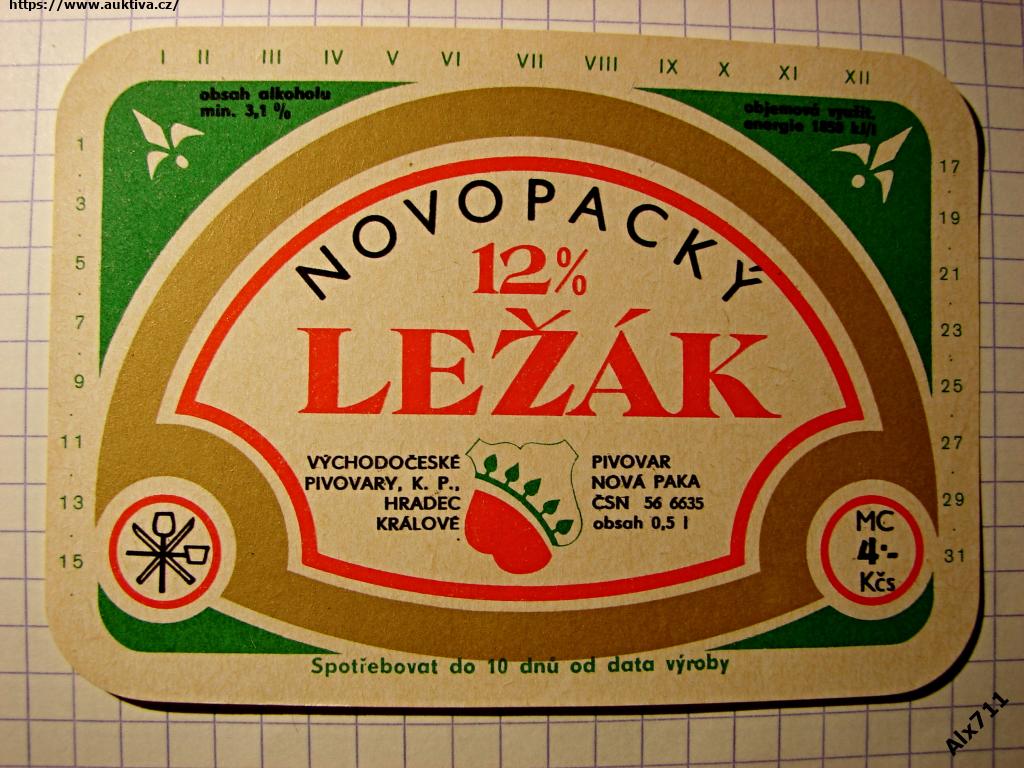 https://www.auktiva.cz/
I II III IV V VI VII VIII IX X XI XII
obsah alkoholu
min. 3,1 %
objemová využit.
energie 1850 kJ/l
1
3
5
7
9
11
13
15
17
19
21
23
25
27
29
31
NOVOPACKÝ
12%
LEŽÁK
VÝCHODOČESKÉ
PIVOVARY, K. P.,
HRADEC
KRÁLOVÉ
PIVOVAR
NOVÁ PAKA
ČSN 56 6635
obsah 0,5 l
MC
4·-
Kčs
Spotřebovat do 10 dnů od data výroby
Alx711